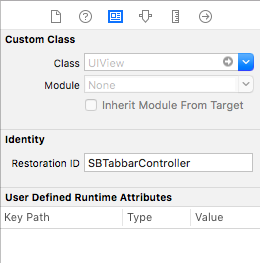 Custom Class
Class UIView
Module None
Inherit Module From Target
Identity
Restoration ID SBTabbarController
User Defined Runtime Attributes
Key Path Type Value